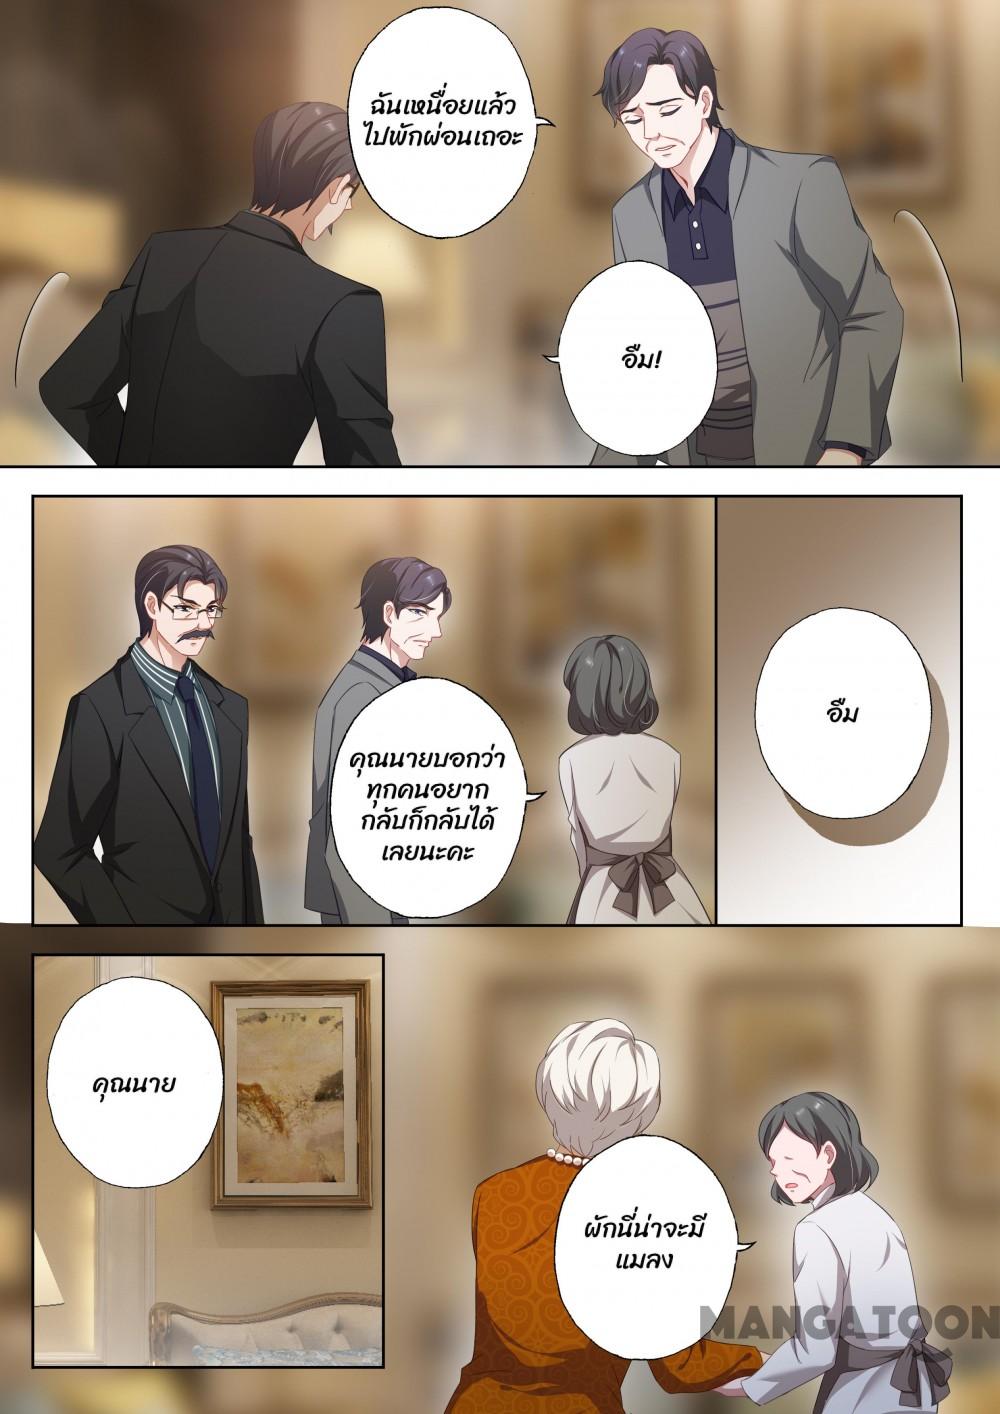 ฉันเหนื่อยแล้ว
ไปพักผ่อนเถอะ
อืม!
คุณนายบอกว่า
ทุกคนอยาก
กลับก็กลับได้
เลยนะคะ
อืม
คุณนาย
ผักนี่น่าจะมี
แมลง
MANGATOON